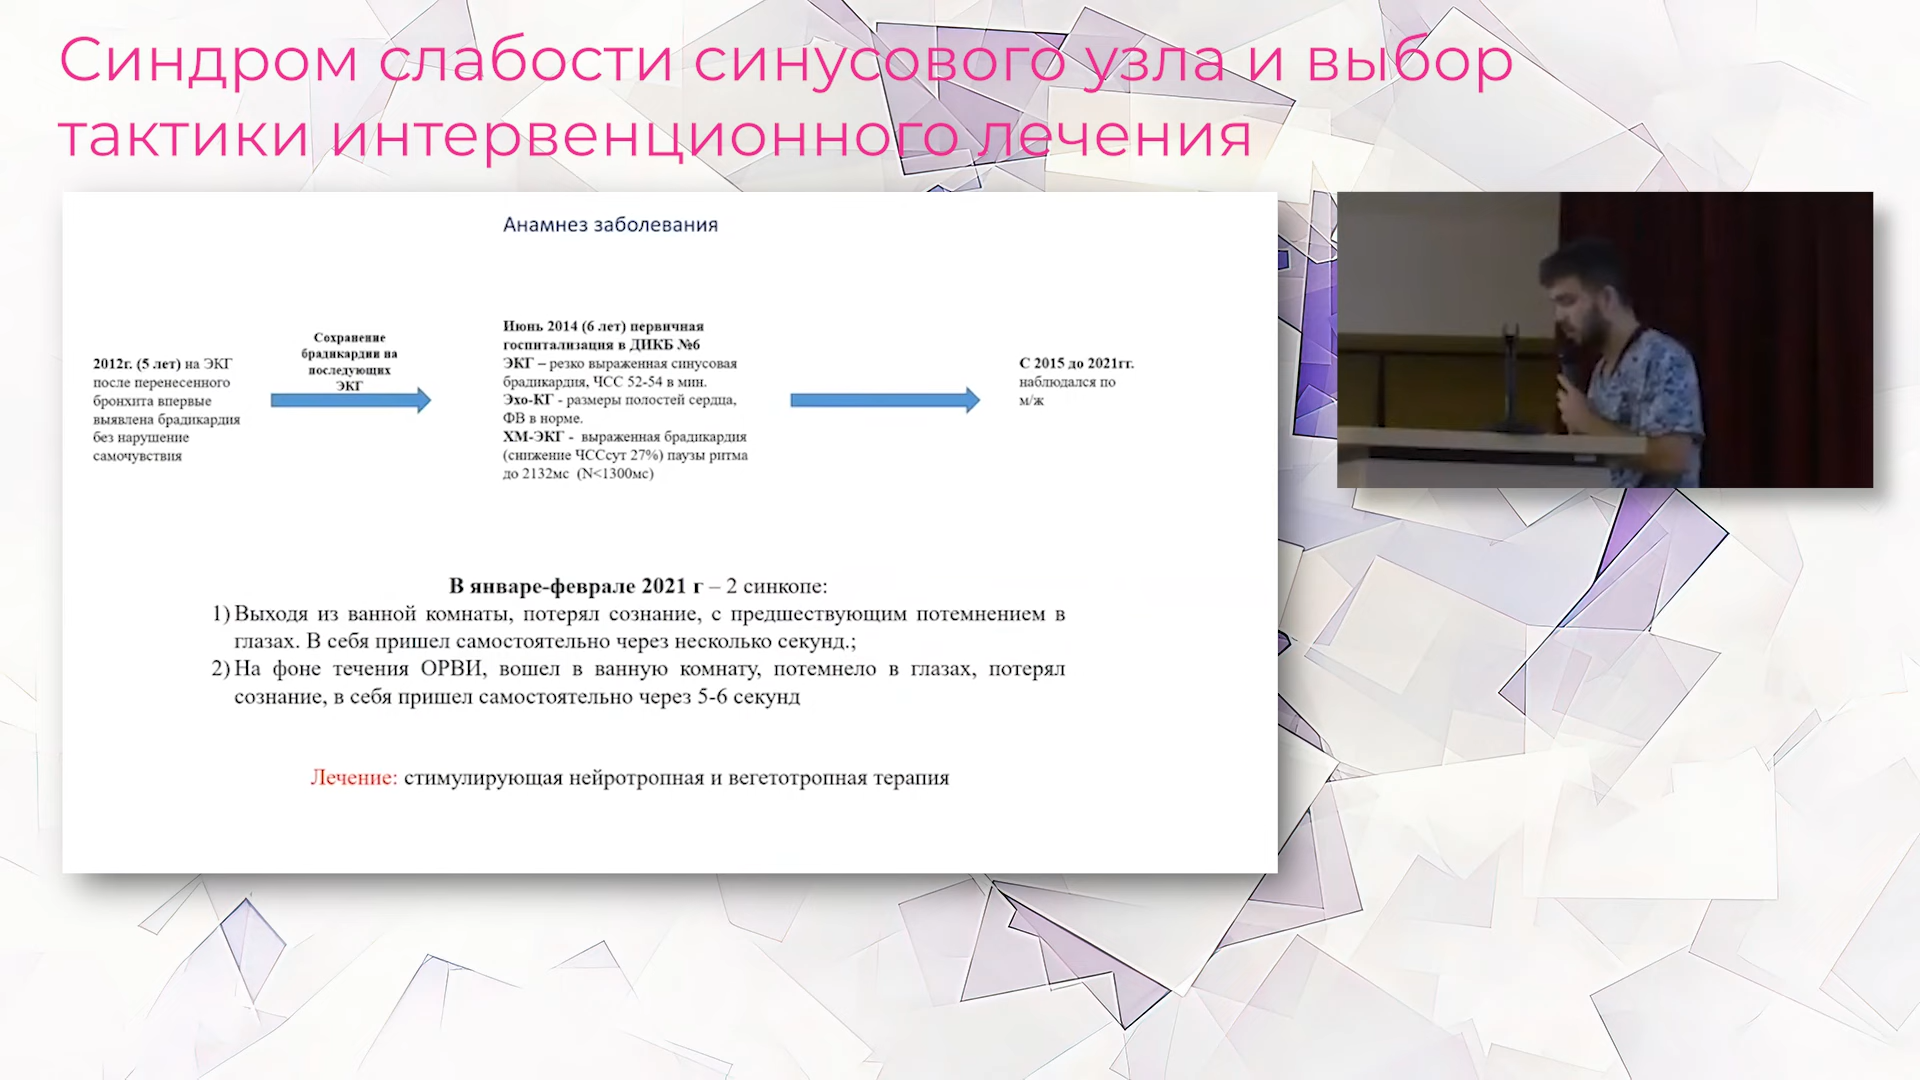 Синдром слабости синусового узла и выбор
тактики интервенционного лечения
Анамнез заболевания
2012г. (5 лет) на ЭКГ
после перенесенного
бронхита впервые
выявлена брадикардия
без нарушение
самочувствия
Сохранение
брадикардии на
последующих
ЭКГ
Июнь 2014 (6 лет) первичная
госпитализация в ДИКБ №6
ЭКГ – резко выраженная синусовая
брадикардия, ЧСС 52-54 в мин.
Эхо-КГ - размеры полостей сердца,
ФВ в норме.
ХМ-ЭКГ - выраженная брадикардия
(снижение ЧССсут 27%) паузы ритма
до 2132мс (N<1300мс)
С 2015 до 2021гг.
наблюдался по
м/ж
В январе-феврале 2021 г – 2 синкопе:
1) Выходя из ванной комнаты, потерял сознание, с предшествующим потемнением в
глазах. В себя пришел самостоятельно через несколько секунд.;
2) На фоне течения ОРВИ, вошел в ванную комнату, потемнело в глазах, потерял
сознание, в себя пришел самостоятельно через 5-6 секунд
Лечение: стимулирующая нейротропная и вегетотропная терапия